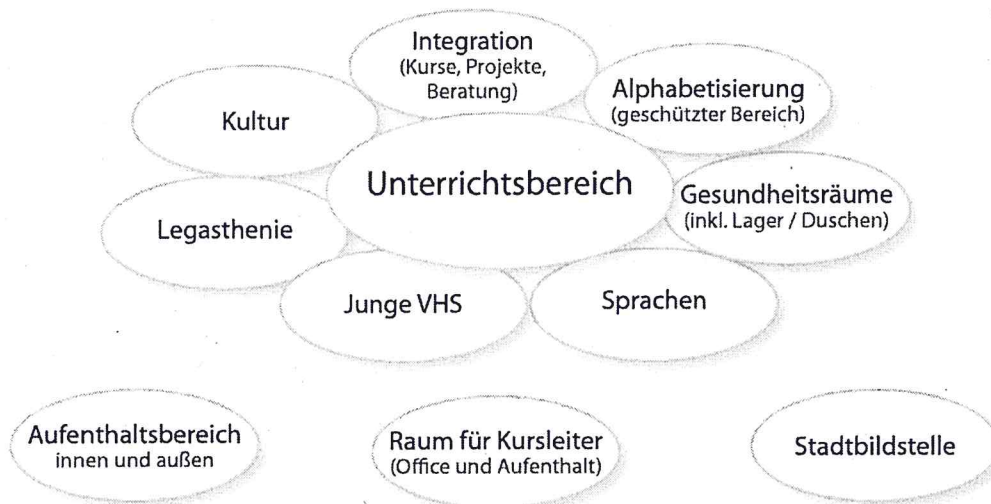 Integration
(Kurse, Projekte,
Beratung)
Alphabetisierung
(geschützter Bereich)
Kultur
Unterrichtsbereich
Gesundheitsräume
(inkl. Lager / Duschen)
Legasthenie
Junge VHS
Sprachen
Aufenthaltsbereich
innen und außen
Raum für Kursleiter
(Office und Aufenthalt)
Stadtbildstelle